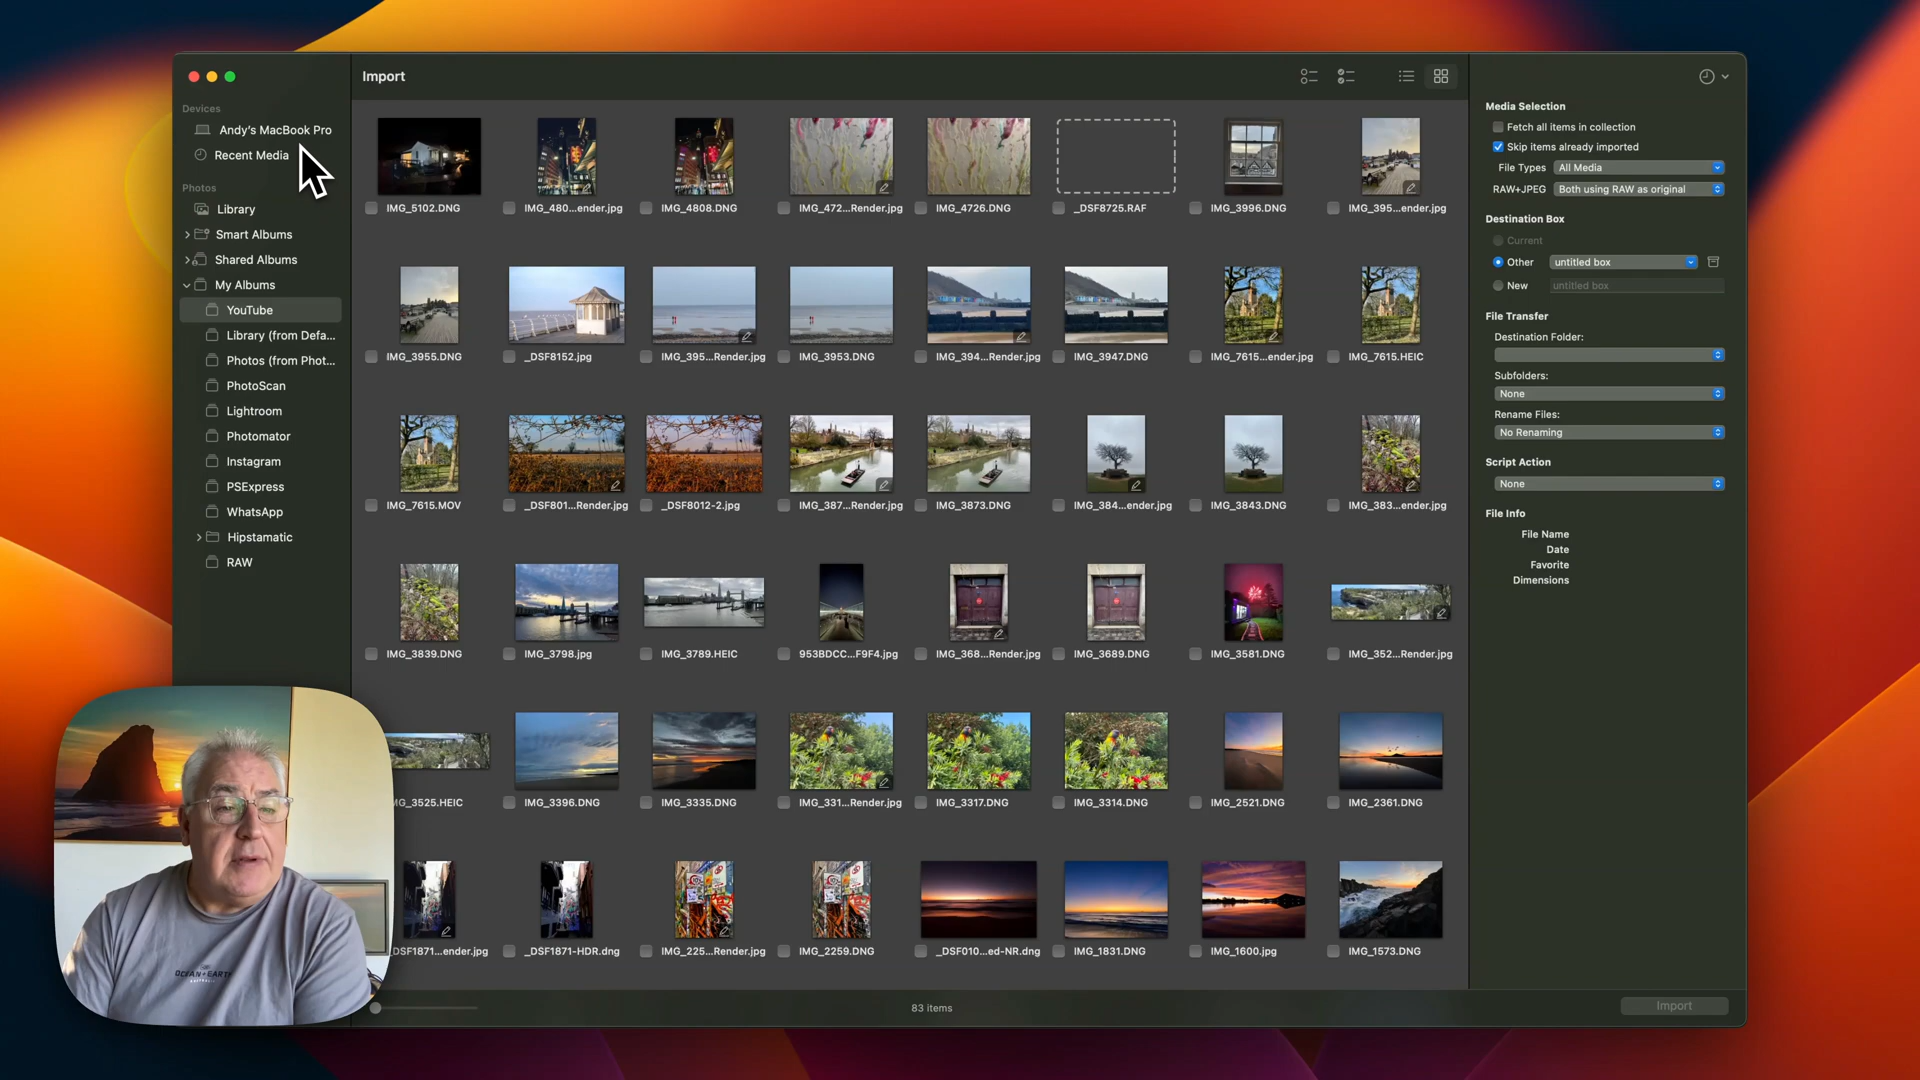 Import
Devices
Andy's MacBook Pro
Recent Media
Photos
Library
Smart Albums
Shared Albums
My Albums
YouTube
Library (from Defa...
Photos (from Phot...
PhotoScan
Lightroom
Photomator
Instagram
PSExpress
WhatsApp
Hipstamatic
RAW
IMG_5102.DNG
IMG_480...ender.jpg
IMG_4808.DNG
IMG_472...Render.jpg
IMG_4726.DNG
_DSF8725.RAF
IMG_3996.DNG
IMG_395...ender.jpg
IMG_3955.DNG
_DSF8152.jpg
IMG_395...Render.jpg
IMG_3953.DNG
IMG_394...Render.jpg
IMG_3947.DNG
IMG_7615...ender.jpg
IMG_7615.HEIC
IMG_7615.MOV
_DSF801...Render.jpg
_DSF8012-2.jpg
IMG_387...Render.jpg
IMG_3873.DNG
IMG_384...ender.jpg
IMG_3843.DNG
IMG_383...ender.jpg
IMG_3839.DNG
IMG_3798.jpg
IMG_3789.HEIC
953BDCC...F9F4.jpg
IMG_368...Render.jpg
IMG_3689.DNG
IMG_3581.DNG
IMG_352...Render.jpg
MG_3525.HEIC
IMG_3396.DNG
IMG_3335.DNG
IMG_331...Render.jpg
IMG_3317.DNG
IMG_3314.DNG
IMG_2521.DNG
IMG_2361.DNG
DSF1871...ender.jpg
_DSF1871-HDR.dng
IMG_225...Render.jpg
IMG_2259.DNG
_DSF010...ed-NR.dng
IMG_1831.DNG
IMG_1600.jpg
IMG_1573.DNG
83 items
Media Selection
Fetch all items in collection
Skip items already imported
File Types All Media
RAW+JPEG Both using RAW as original
Destination Box
Current
Other untitled box
New untitled box
File Transfer
Destination Folder:
Subfolders:
None
Rename Files:
No Renaming
Script Action
None
File Info
File Name
Date
Favorite
Dimensions
Import
OCEAN+EARTH